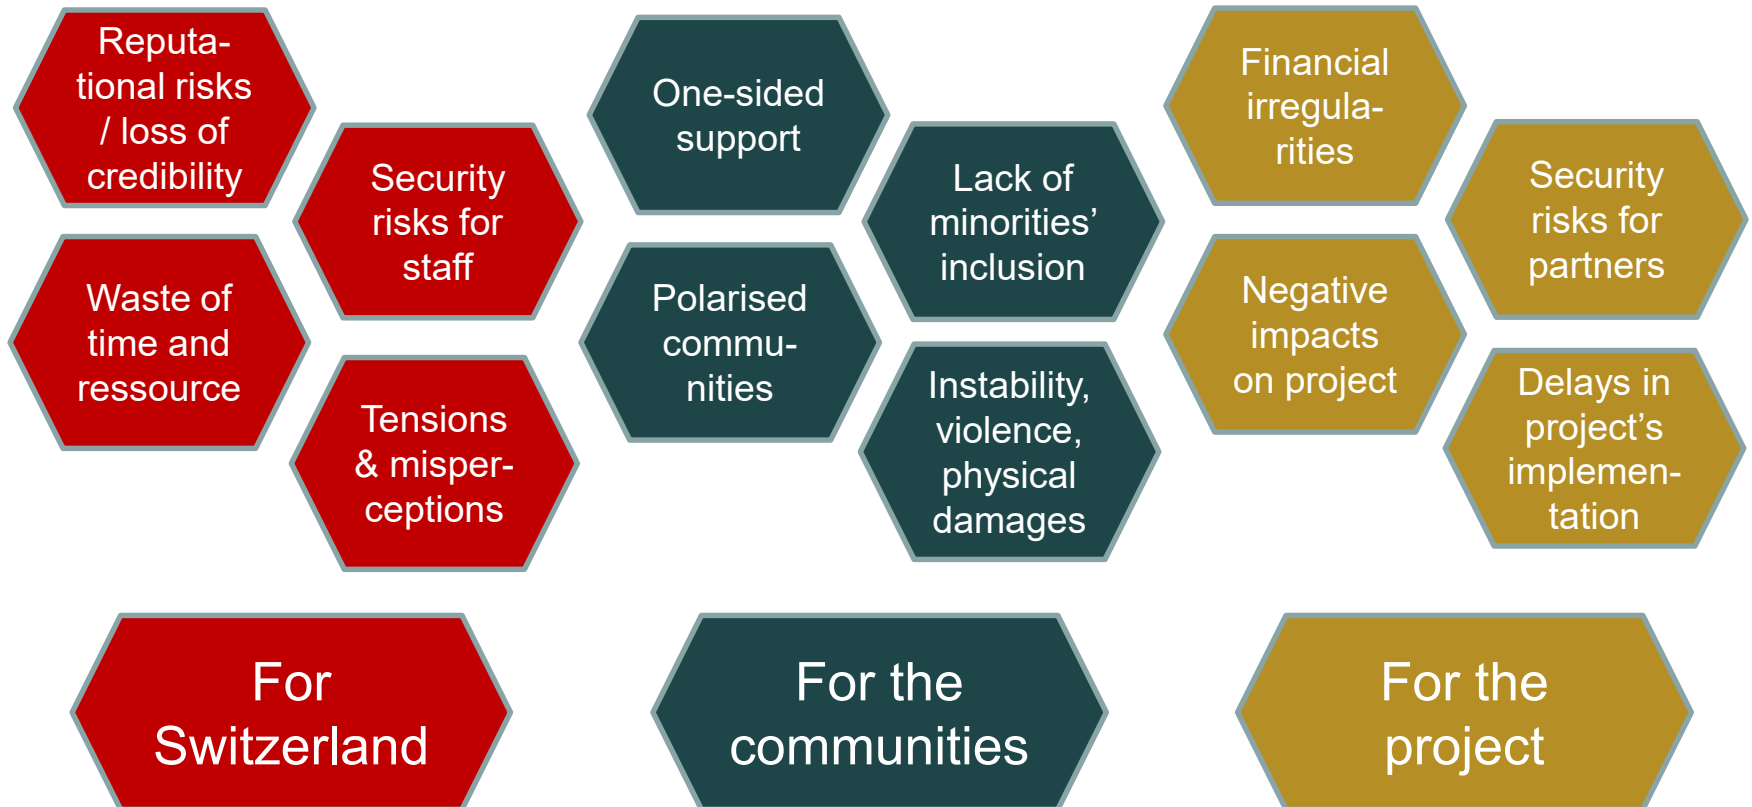 Reputa-
tional risks
/ loss of
credibility
Security
risks for
staff
Waste of
time and
ressource
Tensions
& misper-
ceptions
One-sided
support
Lack of
minorities’
inclusion
Polarised
commu-
nities
Instability,
violence,
physical
damages
Financial
irregula-
rities
Security
risks for
partners
Negative
impacts
on project
Delays in
project’s
implemen-
tation
For
Switzerland
For the
communities
For the
project